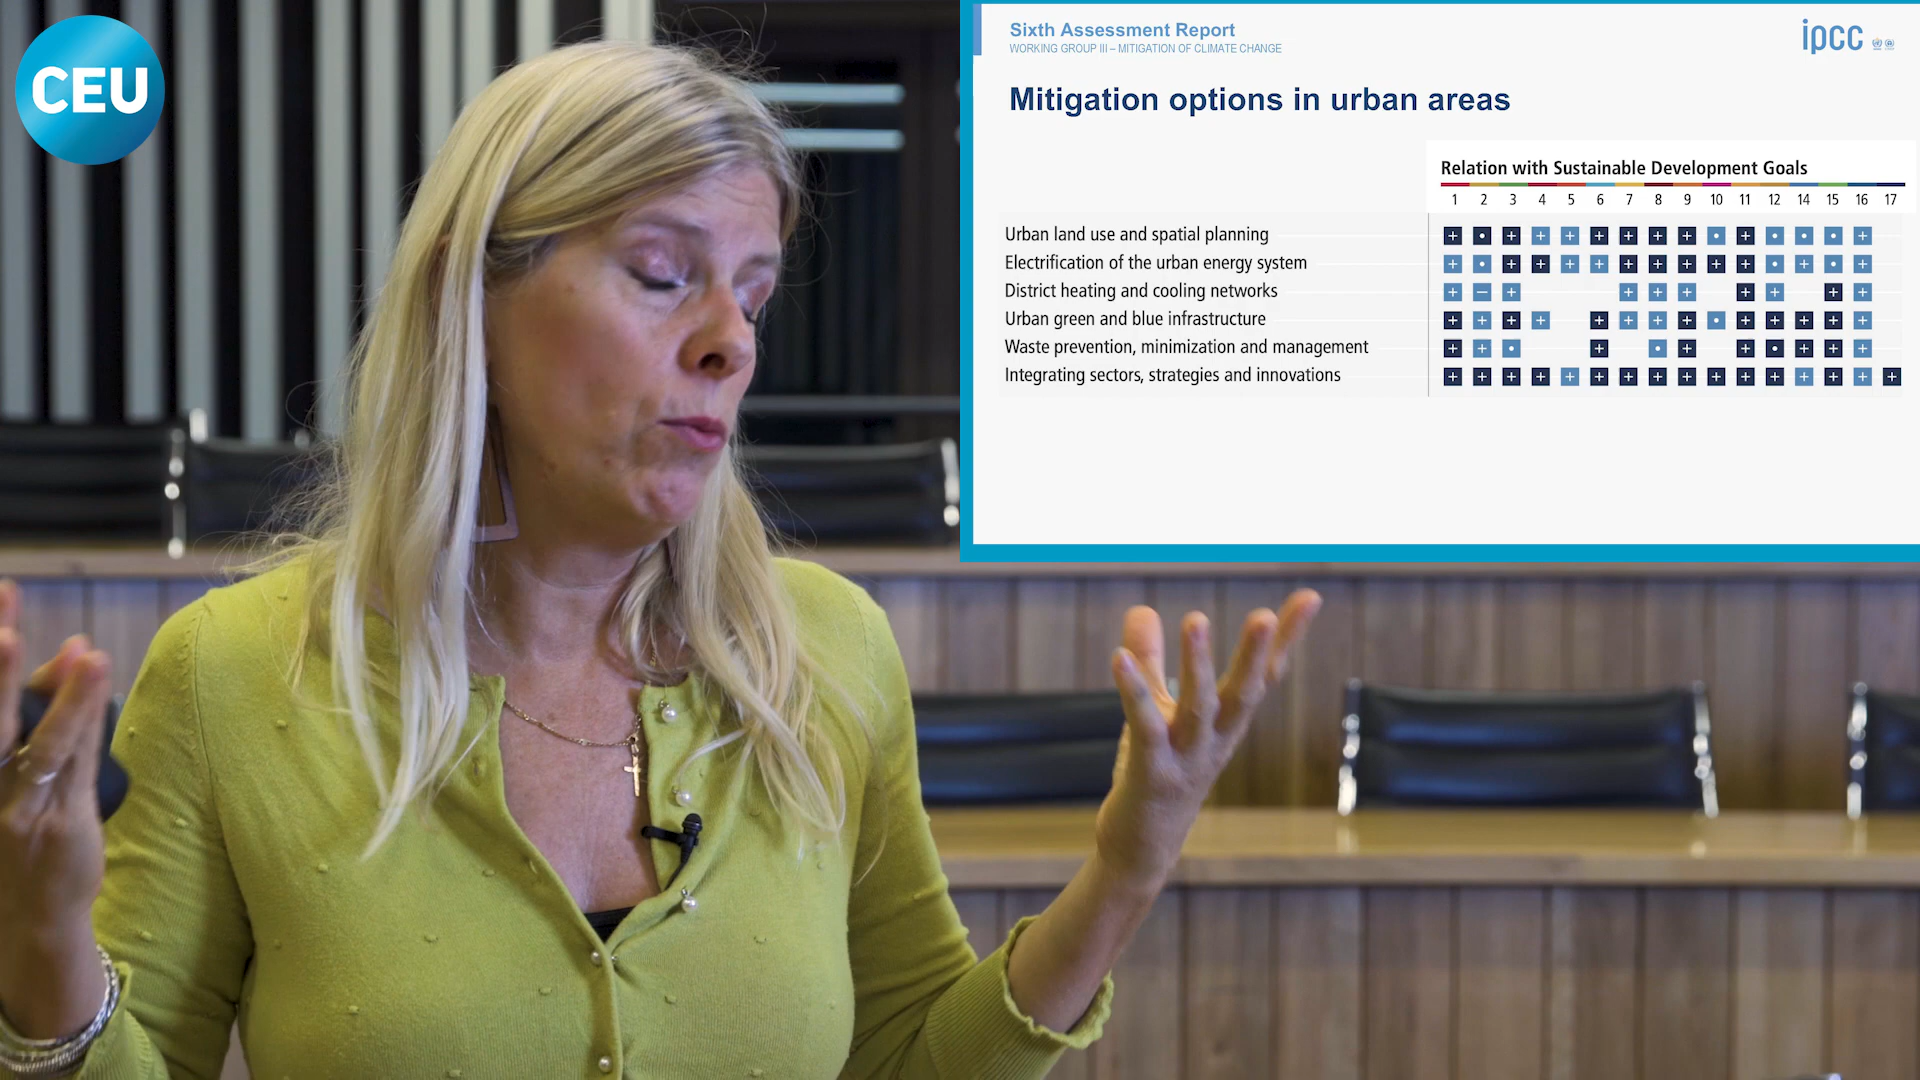 CEU
Sixth Assessment Report
WORKING GROUP III – MITIGATION OF CLIMATE CHANGE
ipcc
Mitigation options in urban areas
Relation with Sustainable Development Goals
1 2 3 4 5 6 7 8 9 10 11 12 14 15 16 17
Urban land use and spatial planning + • + + + + + + + • + • • • +
Electrification of the urban energy system + • + + + + + + + + + • + • +
District heating and cooling networks + − + + + + + + + +
Urban green and blue infrastructure + + + + + + + + • + + + + +
Waste prevention, minimization and management + + • + • + + • + + +
Integrating sectors, strategies and innovations + + + + + + + + + + + + + + + +